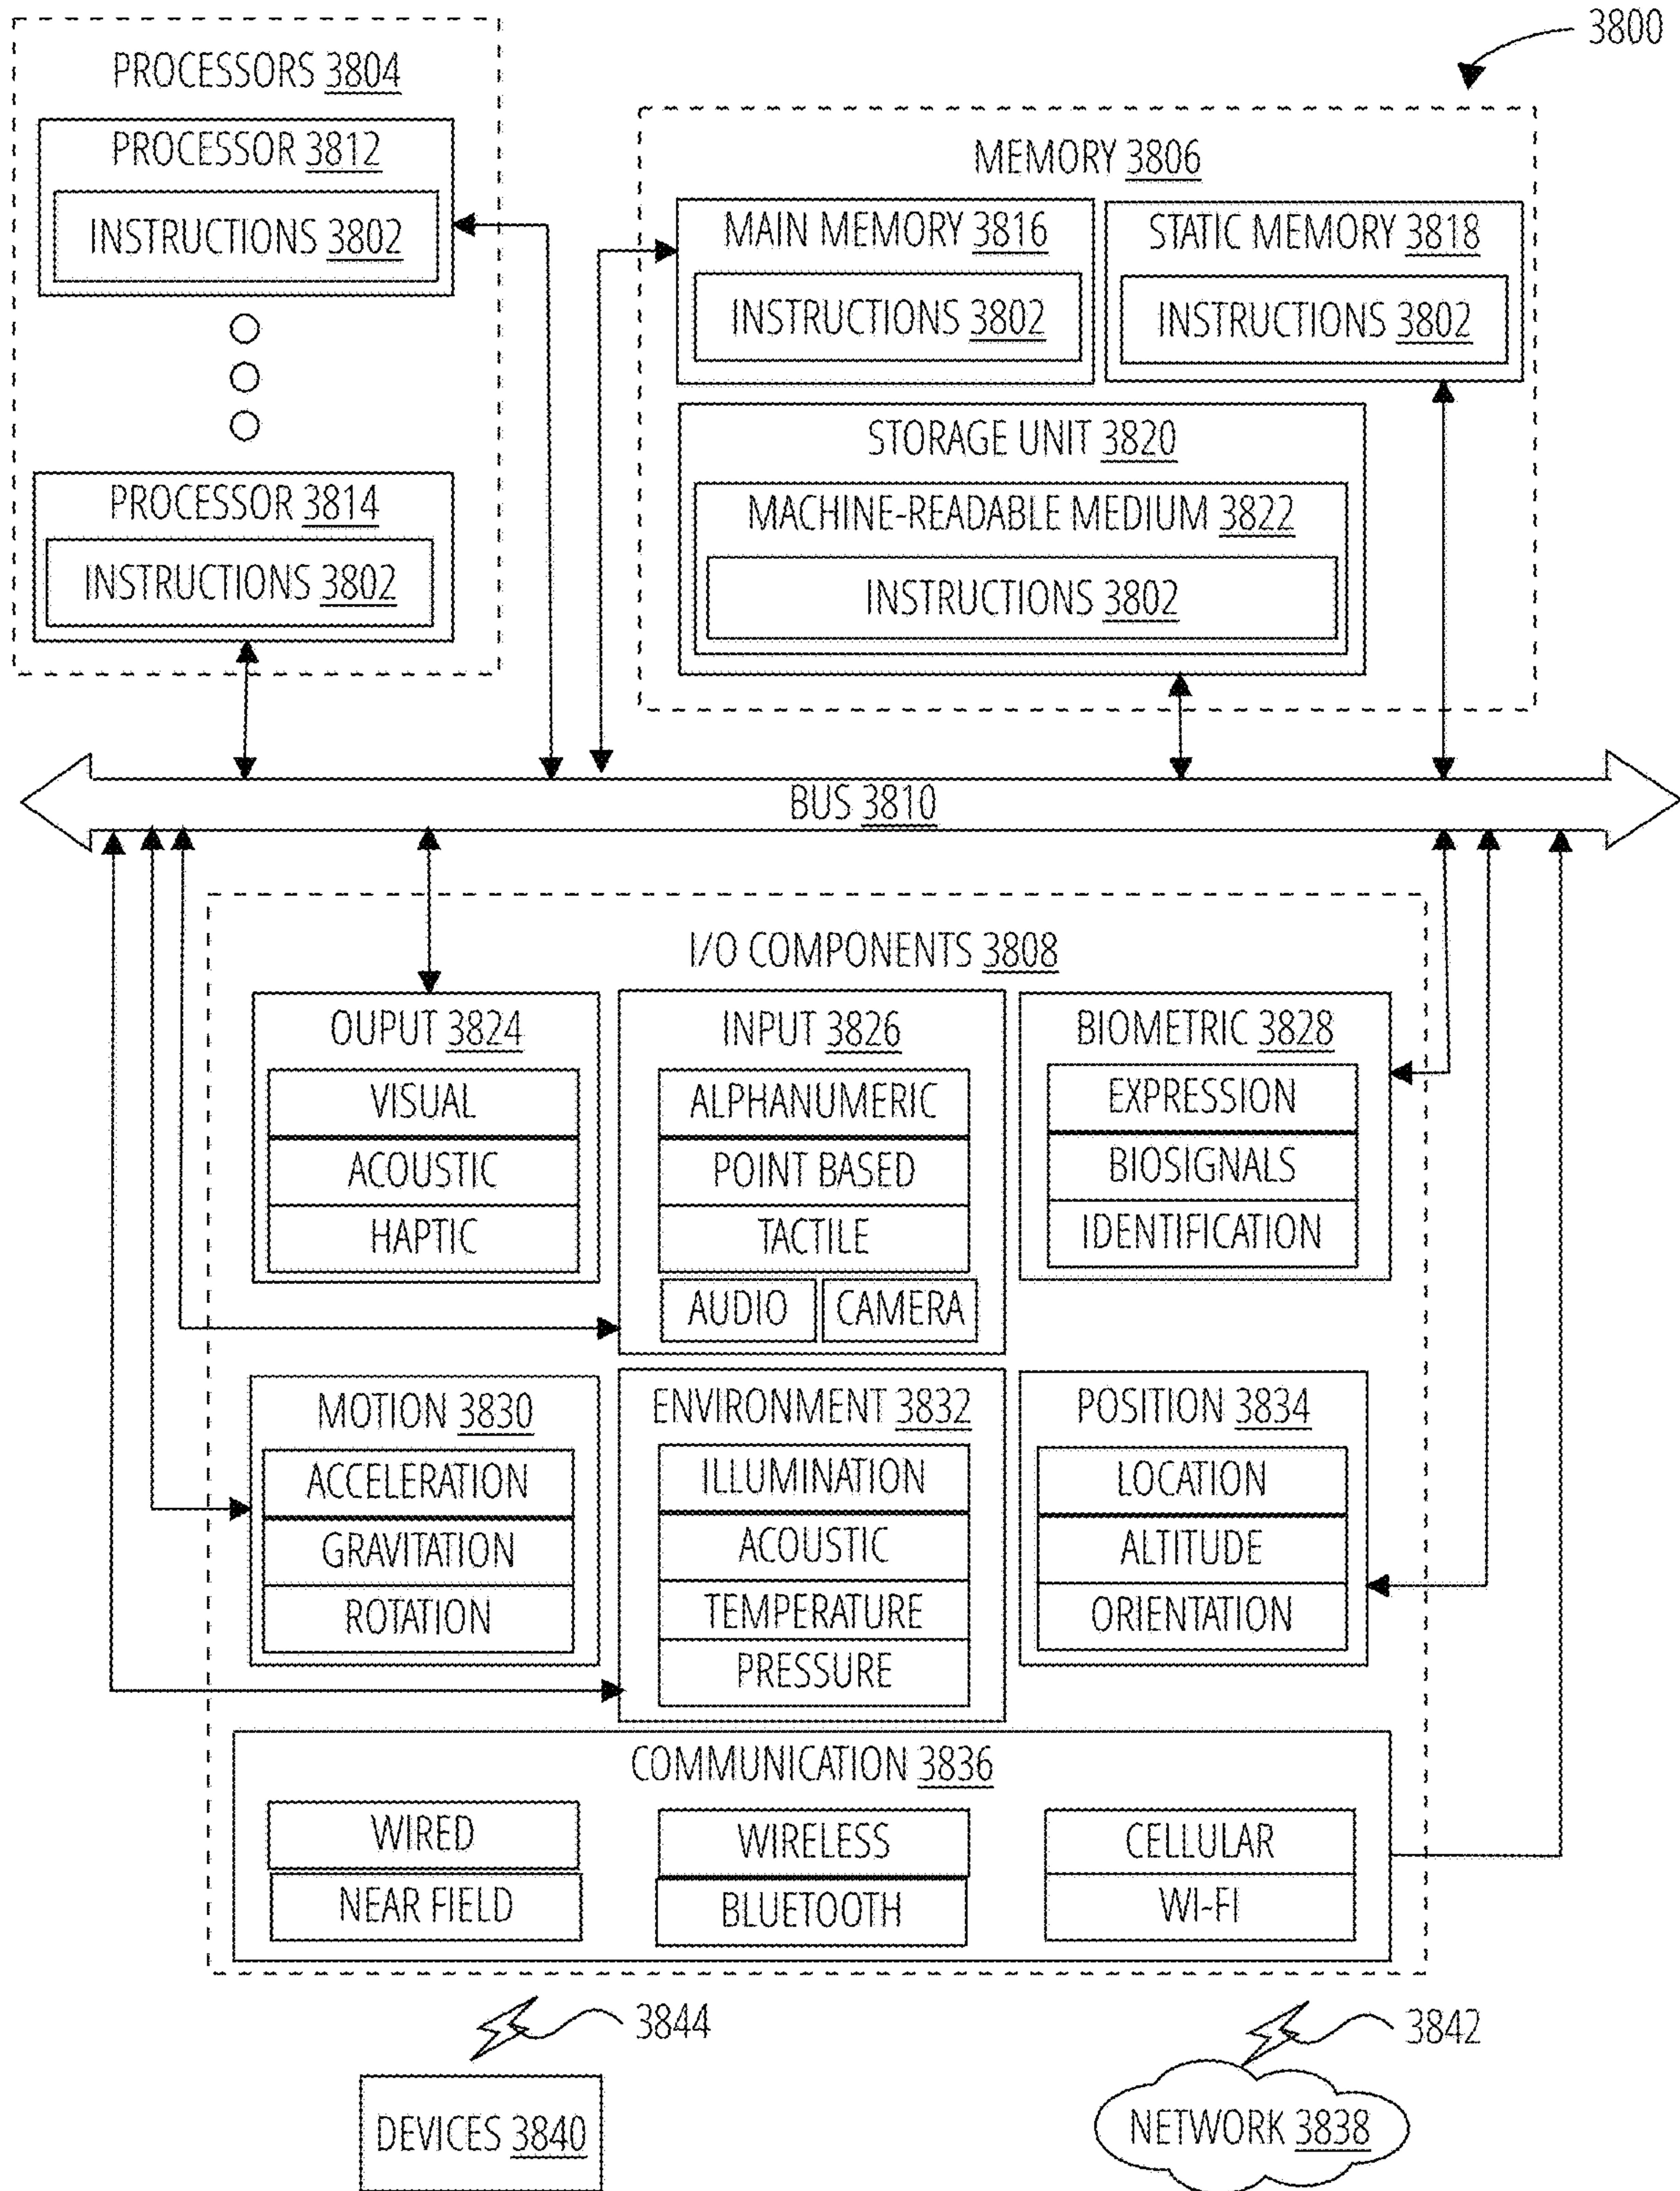 3800
PROCESSORS 3804
PROCESSOR 3812
INSTRUCTIONS 3802
PROCESSOR 3814
INSTRUCTIONS 3802
MEMORY 3806
MAIN MEMORY 3816
INSTRUCTIONS 3802
STATIC MEMORY 3818
INSTRUCTIONS 3802
STORAGE UNIT 3820
MACHINE-READABLE MEDIUM 3822
INSTRUCTIONS 3802
BUS 3810
I/O COMPONENTS 3808
OUPUT 3824
VISUAL
ACOUSTIC
HAPTIC
INPUT 3826
ALPHANUMERIC
POINT BASED
TACTILE
AUDIO
CAMERA
BIOMETRIC 3828
EXPRESSION
BIOSIGNALS
IDENTIFICATION
MOTION 3830
ACCELERATION
GRAVITATION
ROTATION
ENVIRONMENT 3832
ILLUMINATION
ACOUSTIC
TEMPERATURE
PRESSURE
POSITION 3834
LOCATION
ALTITUDE
ORIENTATION
COMMUNICATION 3836
WIRED
NEAR FIELD
WIRELESS
BLUETOOTH
CELLULAR
WI-FI
3844
3842
DEVICES 3840
NETWORK 3838